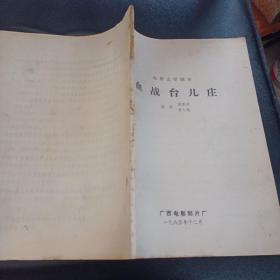 电影文学剧本
血战台儿庄
广西电影制片厂
一九八五年十二月